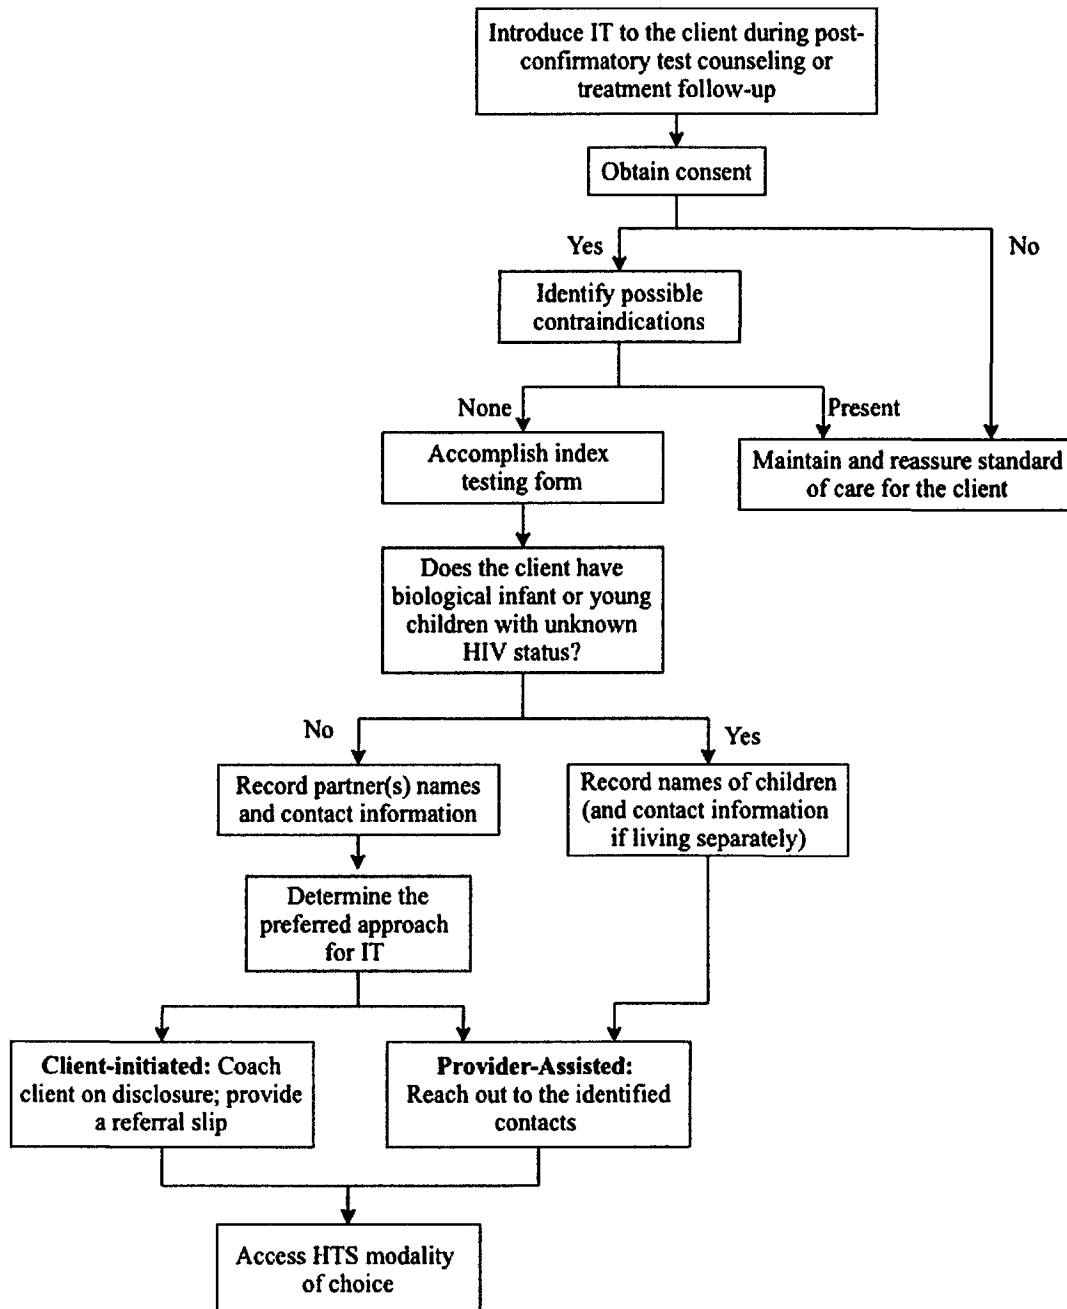 Introduce IT to the client during post-
confirmatory test counseling or
treatment follow-up
Obtain consent
Yes
No
Identify possible
contraindications
None
Present
Accomplish index
testing form
Maintain and reassure standard
of care for the client
Does the client have
biological infant or young
children with unknown
HIV status?
No
Yes
Record partner(s) names
and contact information
Record names of children
(and contact information
if living separately)
Determine the
preferred approach
for IT
Client-initiated: Coach
client on disclosure; provide
a referral slip
Provider-Assisted:
Reach out to the identified
contacts
Access HTS modality
of choice